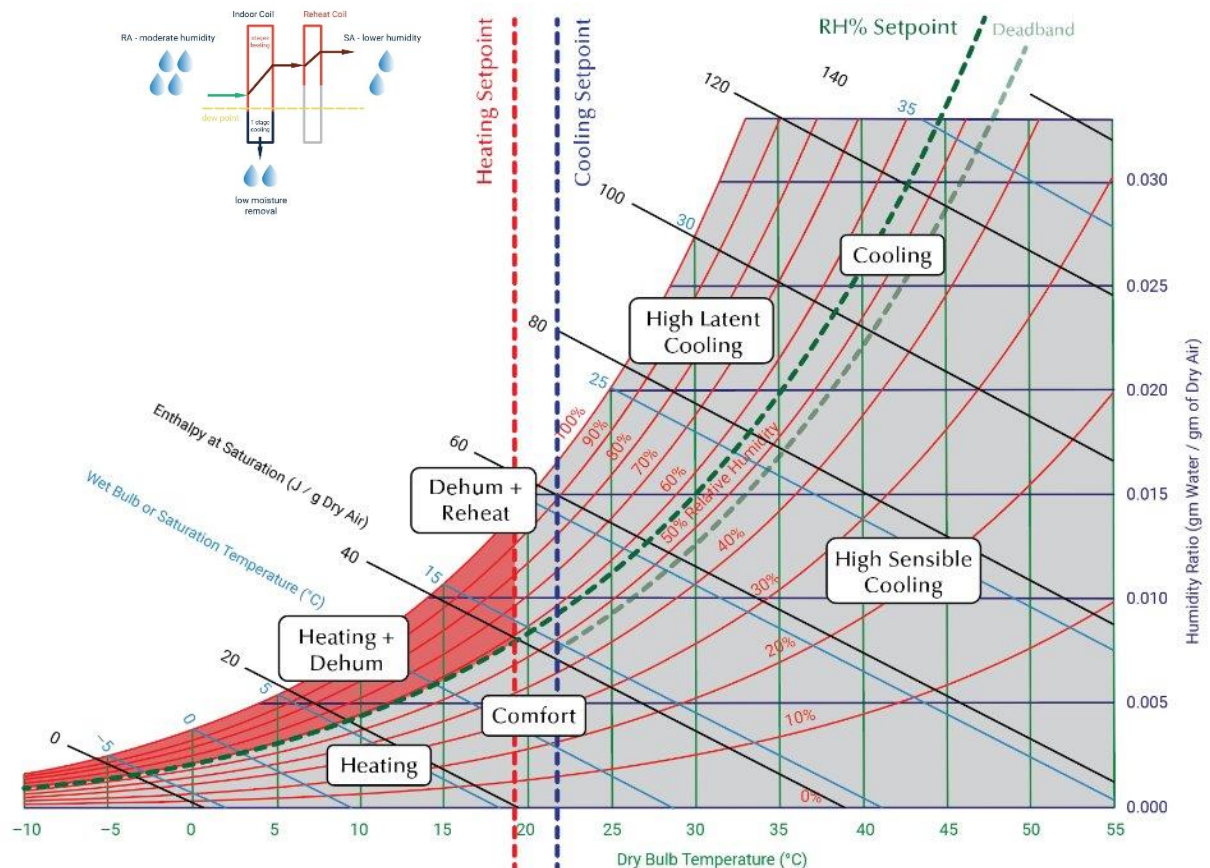 Indoor Coil
Reheat Coil
RA - moderate humidity
SA - lower humidity
staged
heating
dew point
1 stage
cooling
low moisture
removal
Heating Setpoint
Cooling Setpoint
RH% Setpoint
Deadband
140
120
100
80
60
40
20
0
35
30
25
15
5
0
-5
Enthalpy at Saturation (J / g Dry Air)
Wet Bulb or Saturation Temperature (°C)
Cooling
High Latent
Cooling
Dehum +
Reheat
High Sensible
Cooling
Heating +
Dehum
Comfort
Heating
100%
90%
80%
70%
60%
50% Relative Humidity
40%
30%
20%
10%
0%
0.030
0.025
0.020
0.015
0.010
0.005
0.000
Humidity Ratio (gm Water / gm of Dry Air)
−10
−5
0
5
10
15
20
25
30
35
40
45
50
55
Dry Bulb Temperature (°C)